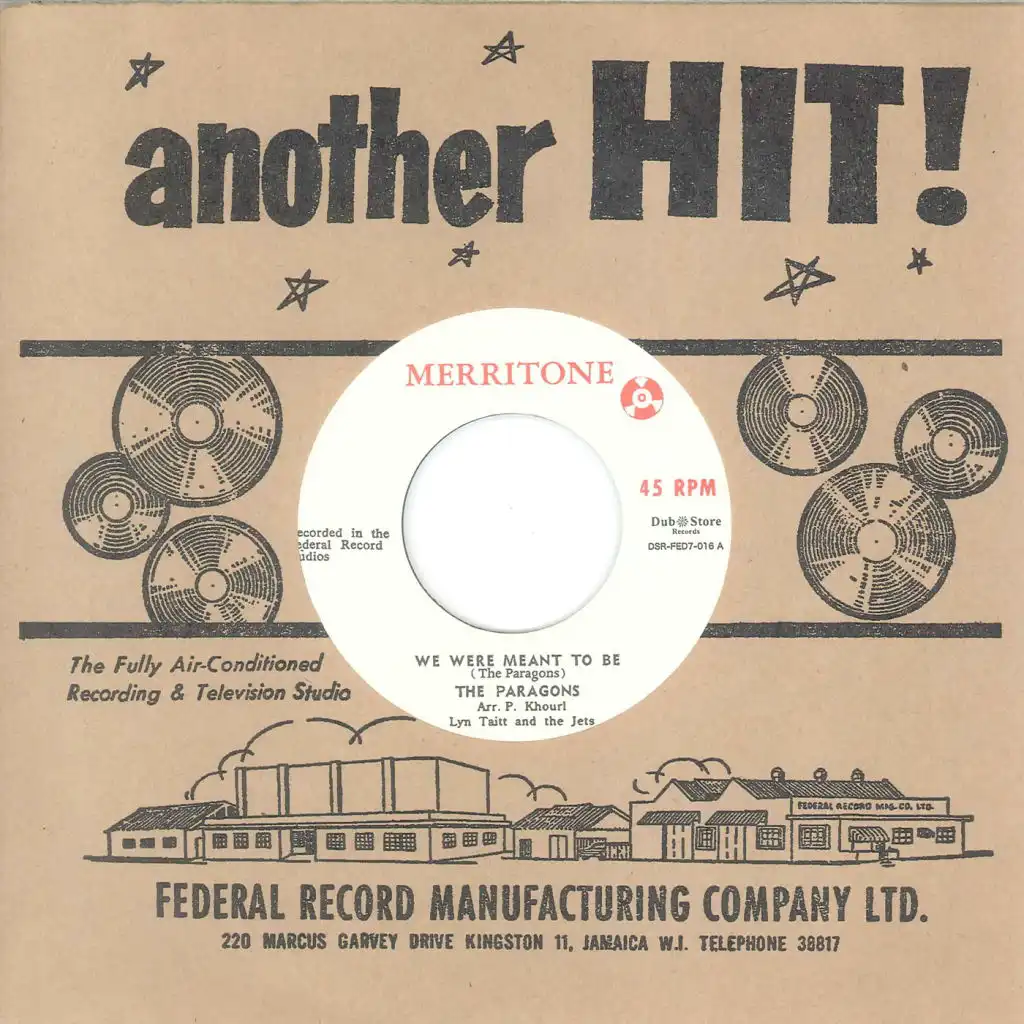 another HIT!
MERRITONE
45 RPM
Dub Store
Records
DSR-FED7-016 A
ecorded in the
ederal Record
udios
WE WERE MEANT TO BE
(The Paragons)
THE PARAGONS
Arr. P. Khourl
Lyn Taitt and the Jets
The Fully Air-Conditioned
Recording & Television Studio
FEDERAL RECORD MFG. CO. LTD.
FEDERAL RECORD MANUFACTURING COMPANY LTD.
220 MARCUS GARVEY DRIVE KINGSTON 11, JAMAICA W.I. TELEPHONE 38817